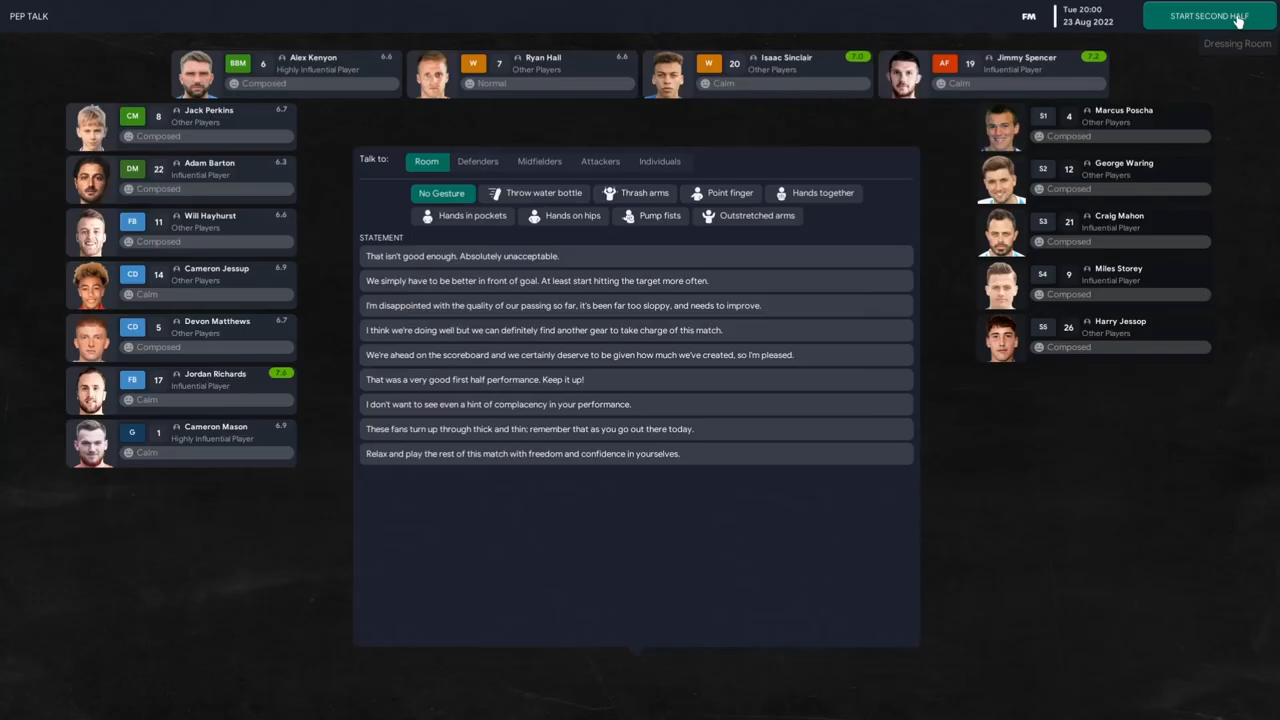 PEP TALK
FM
Tue 20:00
23 Aug 2022
START SECOND HALF
Dressing Room
BBM 6 Alex Kenyon 6.6
Highly Influential Player
Composed
W 7 Ryan Hall 6.6
Other Players
Normal
W 20 Isaac Sinclair 7.0
Other Players
Calm
AF 19 Jimmy Spencer 7.2
Influential Player
Calm
CM 8 Jack Perkins 6.7
Other Players
Composed
DM 22 Adam Barton 6.3
Influential Player
Composed
FB 11 Will Hayhurst 6.6
Other Players
Composed
CD 14 Cameron Jessup 6.9
Other Players
Calm
CD 5 Devon Matthews 6.7
Other Players
Composed
FB 17 Jordan Richards 7.6
Influential Player
Calm
G 1 Cameron Mason 6.9
Highly Influential Player
Calm
Talk to: Room Defenders Midfielders Attackers Individuals
No Gesture Throw water bottle Thrash arms Point finger Hands together
Hands in pockets Hands on hips Pump fists Outstretched arms
STATEMENT
That isn't good enough. Absolutely unacceptable.
We simply have to be better in front of goal. At least start hitting the target more often.
I'm disappointed with the quality of our passing so far, it's been far too sloppy, and needs to improve.
I think we're doing well but we can definitely find another gear to take charge of this match.
We're ahead on the scoreboard and we certainly deserve to be given how much we've created, so I'm pleased.
That was a very good first half performance. Keep it up!
I don't want to see even a hint of complacency in your performance.
These fans turn up through thick and thin; remember that as you go out there today.
Relax and play the rest of this match with freedom and confidence in yourselves.
S1 4 Marcus Poscha
Other Players
Composed
S2 12 George Waring
Other Players
Composed
S3 21 Craig Mahon
Influential Player
Composed
S4 9 Miles Storey
Influential Player
Composed
S5 26 Harry Jessop
Other Players
Composed